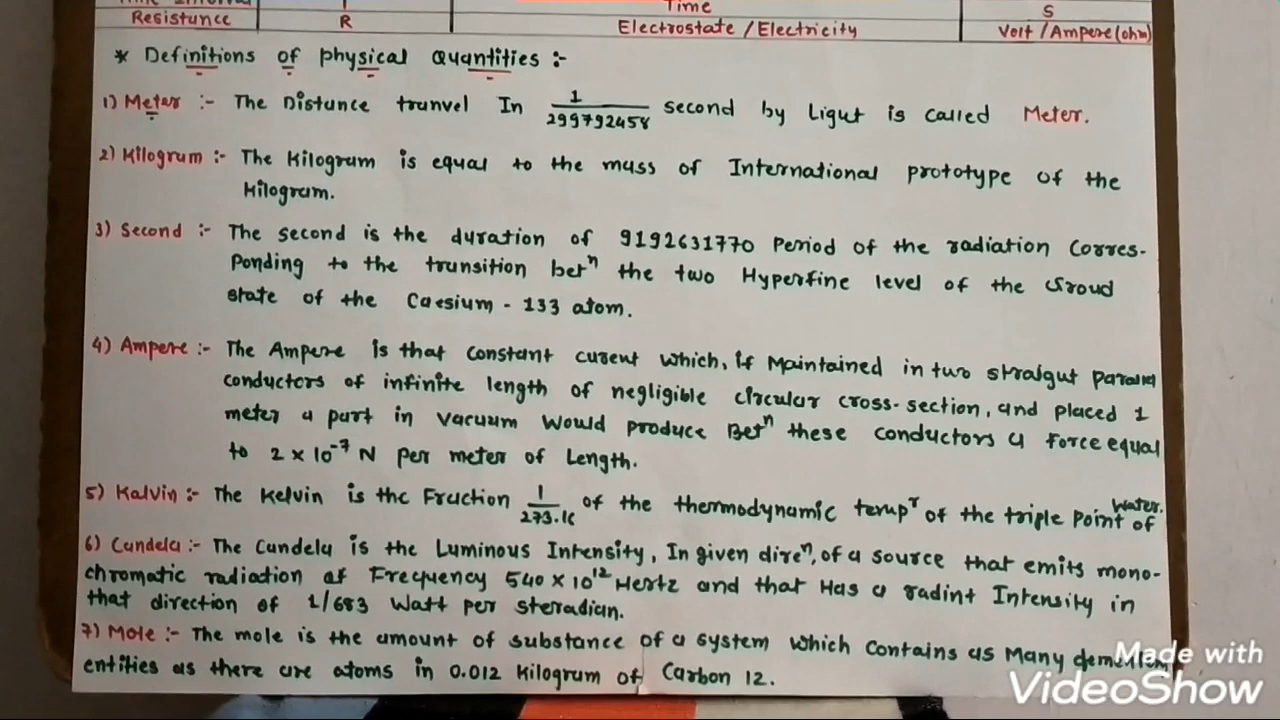 Time S
Resistance R Electrostate / Electricity Volt / Ampere (ohm)
* Definitions of physical Quantities :-
1) Meter :- The Distance trunvel In 1/299792458 second by Ligut is called Meter.
2) Kilogrum :- The Kilogrum is equal to the mass of International prototype of the
Kilogrum.
3) Second :- The second is the duration of 9192631770 Period of the radiation Corres-
Ponding to the transition betⁿ the two Hyperfine level of the Groud
state of the Caesium - 133 atom.
4) Ampere :- The Ampere is that constant curent which, if Maintained in two straigut Parallel
conductors of infinite length of negligible circular cross-section, and placed 1
meter a part in vacuum would produce Betⁿ these conductors a Force equal
to 2 × 10⁻⁷ N per meter of Length.
5) Kalvin :- The Kelvin is the Fraction 1/273.16 of the thermodynamic tempʳ of the triple Point of Water.
6) Candela :- The Candela is the Luminous Intensity, In given direⁿ, of a source that emits mono-
chromatic radiation of Frequency 540 × 10¹² Hertz and that Has a radint Intensity in
that direction of 1/683 Watt per steradian.
7) Mole :- The mole is the amount of substance of a system which contains as Many
entities as there are atoms in 0.012 Kilogram of Carbon 12.
Made with
VideoShow